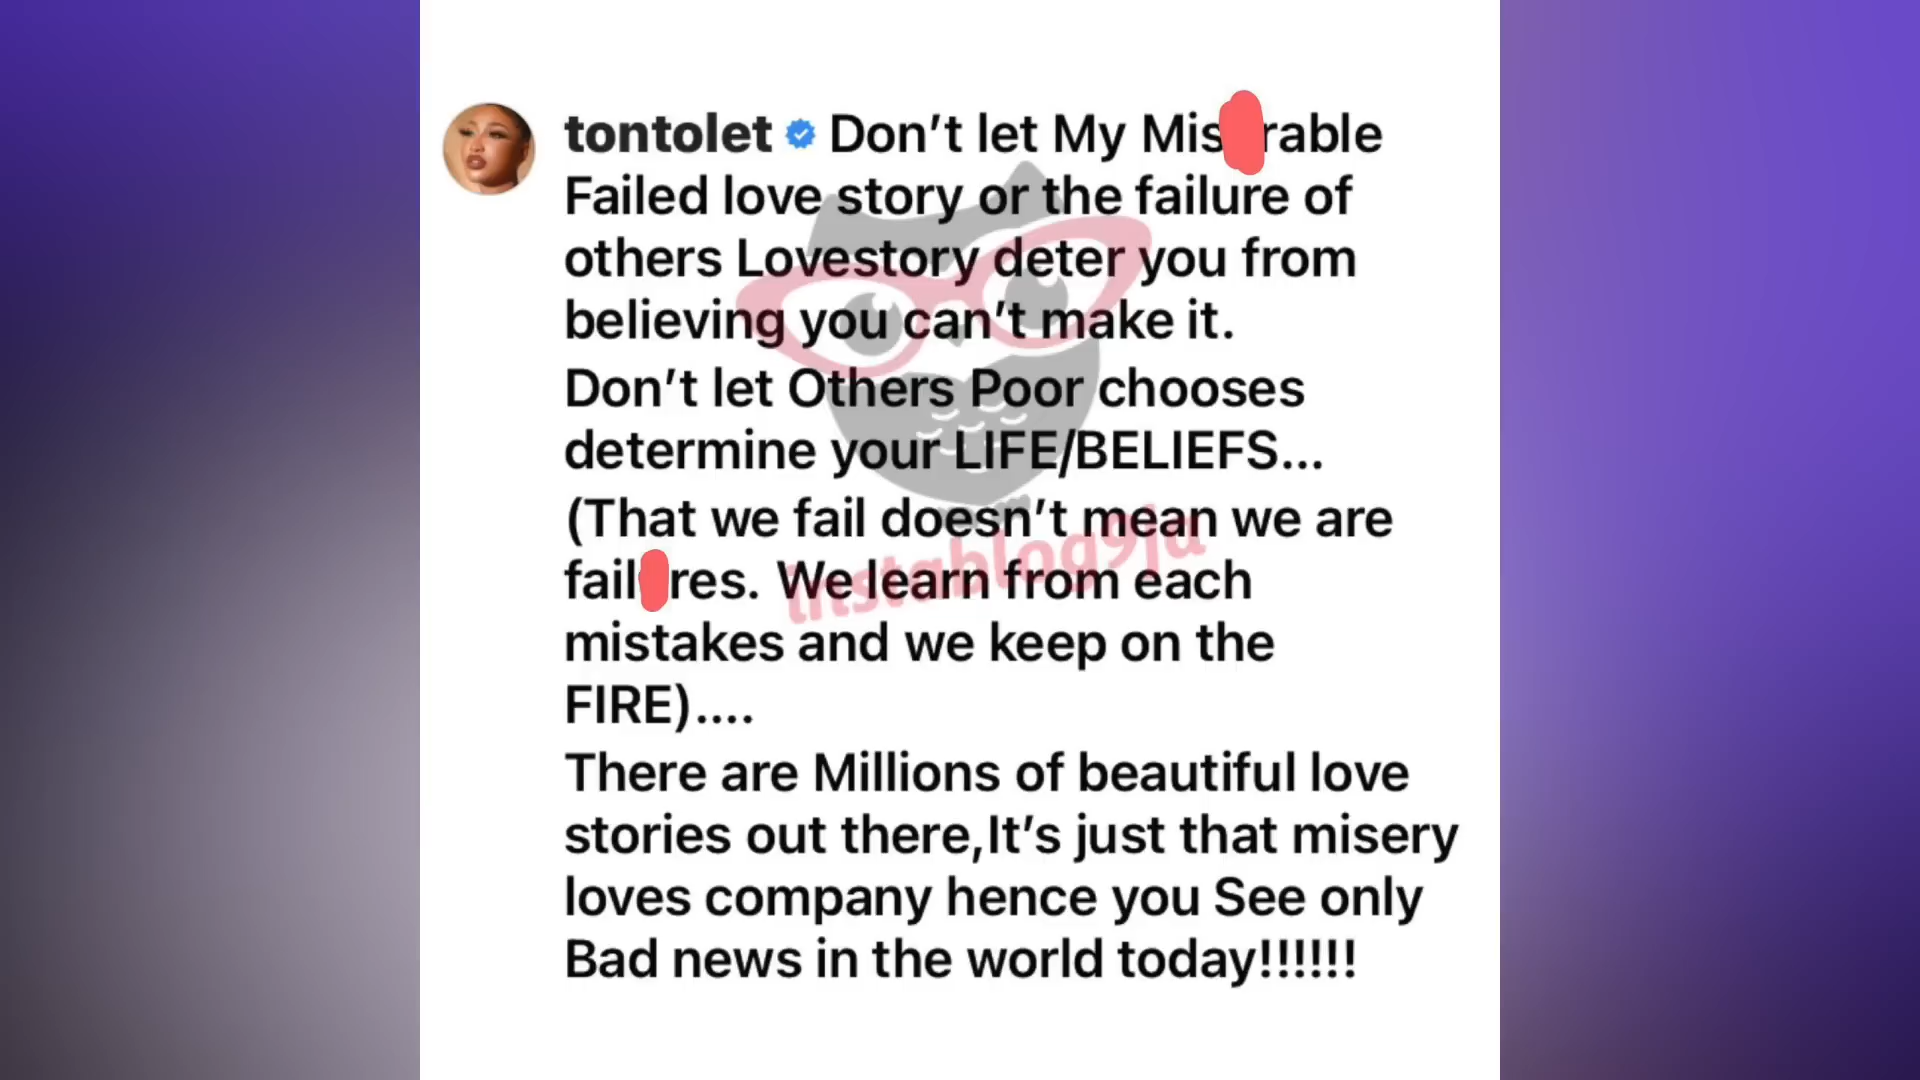 tontolet Don't let My Mis rable
Failed love story or the failure of
others Lovestory deter you from
believing you can't make it.
Don't let Others Poor chooses
determine your LIFE/BELIEFS...
(That we fail doesn't mean we are
fail res. We learn from each
mistakes and we keep on the
FIRE)....
There are Millions of beautiful love
stories out there,It's just that misery
loves company hence you See only
Bad news in the world today!!!!!!
instablog9ja